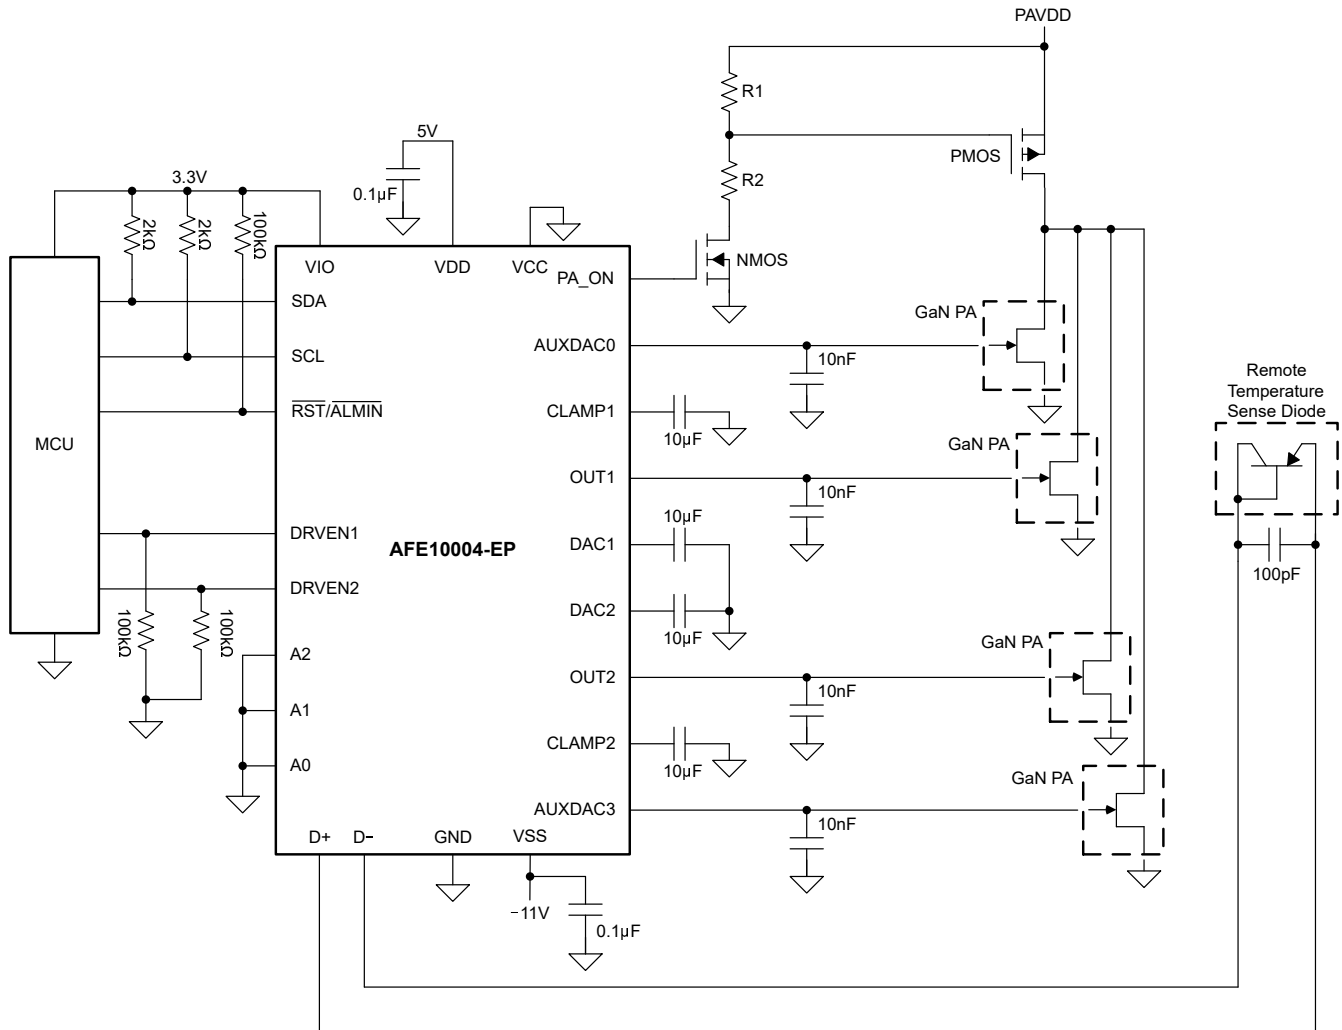 PAVDD
R1
5V
PMOS
3.3V
0.1µF
R2
2kΩ
2kΩ
100kΩ
VIO
VDD
VCC
PA_ON
NMOS
SDA
GaN PA
SCL
AUXDAC0
10nF
RST/ALMIN
CLAMP1
10µF
Remote
Temperature
Sense Diode
MCU
GaN PA
OUT1
10nF
DRVEN1
AFE10004-EP
DAC1
10µF
100pF
DRVEN2
DAC2
10µF
100kΩ
100kΩ
A2
GaN PA
OUT2
10nF
A1
CLAMP2
10µF
A0
GaN PA
AUXDAC3
10nF
D+
D−
GND
VSS
−11V
0.1µF